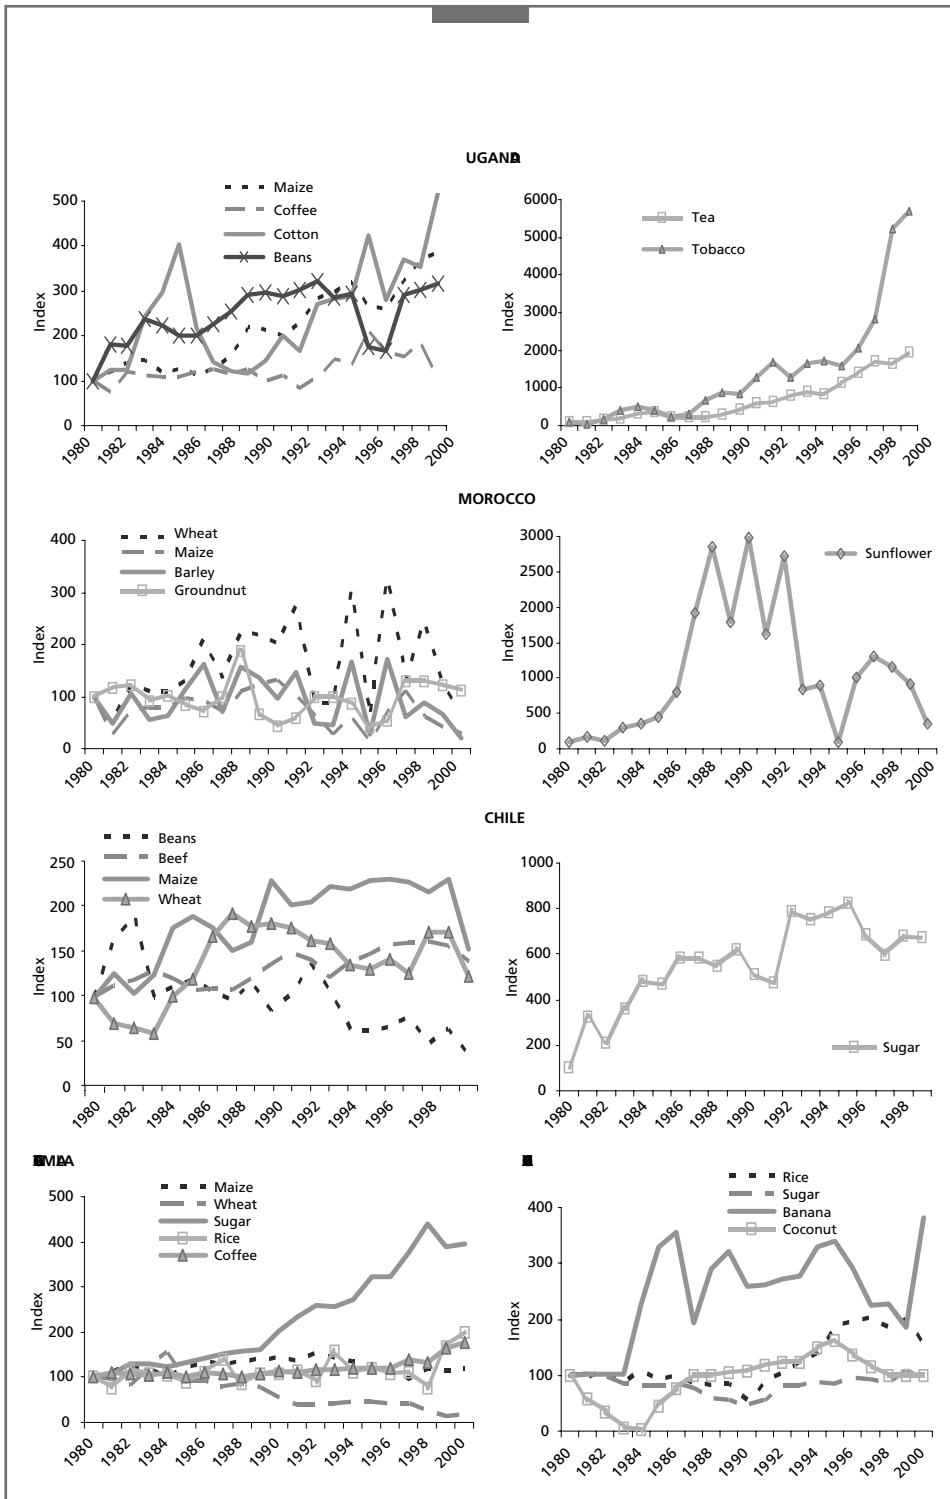 UGANDA
Maize
Coffee
Cotton
Beans
Index
500
400
300
200
100
0
1980 1982 1984 1986 1988 1990 1992 1994 1996 1998 2000
Tea
Tobacco
Index
6000
5000
4000
3000
2000
1000
0
1980 1982 1984 1986 1988 1990 1992 1994 1996 1998 2000
MOROCCO
Wheat
Maize
Barley
Groundnut
Index
400
300
200
100
0
1980 1982 1984 1986 1988 1990 1992 1994 1996 1998 2000
Sunflower
Index
3000
2500
2000
1500
1000
500
0
1980 1982 1984 1986 1988 1990 1992 1994 1996 1998 2000
CHILE
Beans
Beef
Maize
Wheat
Index
250
200
150
100
50
0
1980 1982 1984 1986 1988 1990 1992 1994 1996 1998
Sugar
Index
1000
800
600
400
200
0
1980 1982 1984 1986 1988 1990 1992 1994 1996 1998
Maize
Wheat
Sugar
Rice
Coffee
Index
500
400
300
200
100
0
1980 1982 1984 1986 1988 1990 1992 1994 1996 1998 2000
Rice
Sugar
Banana
Coconut
Index
400
300
200
100
0
1980 1982 1984 1986 1988 1990 1992 1994 1996 1998 2000